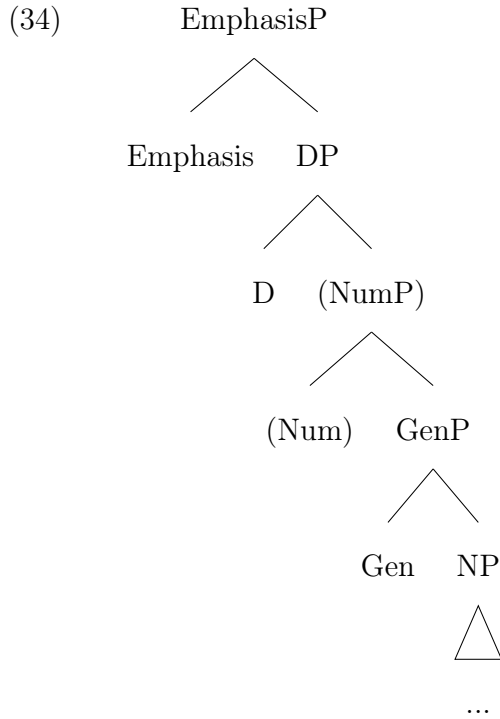 (34) EmphasisP
Emphasis DP
D (NumP)
(Num) GenP
Gen NP
...